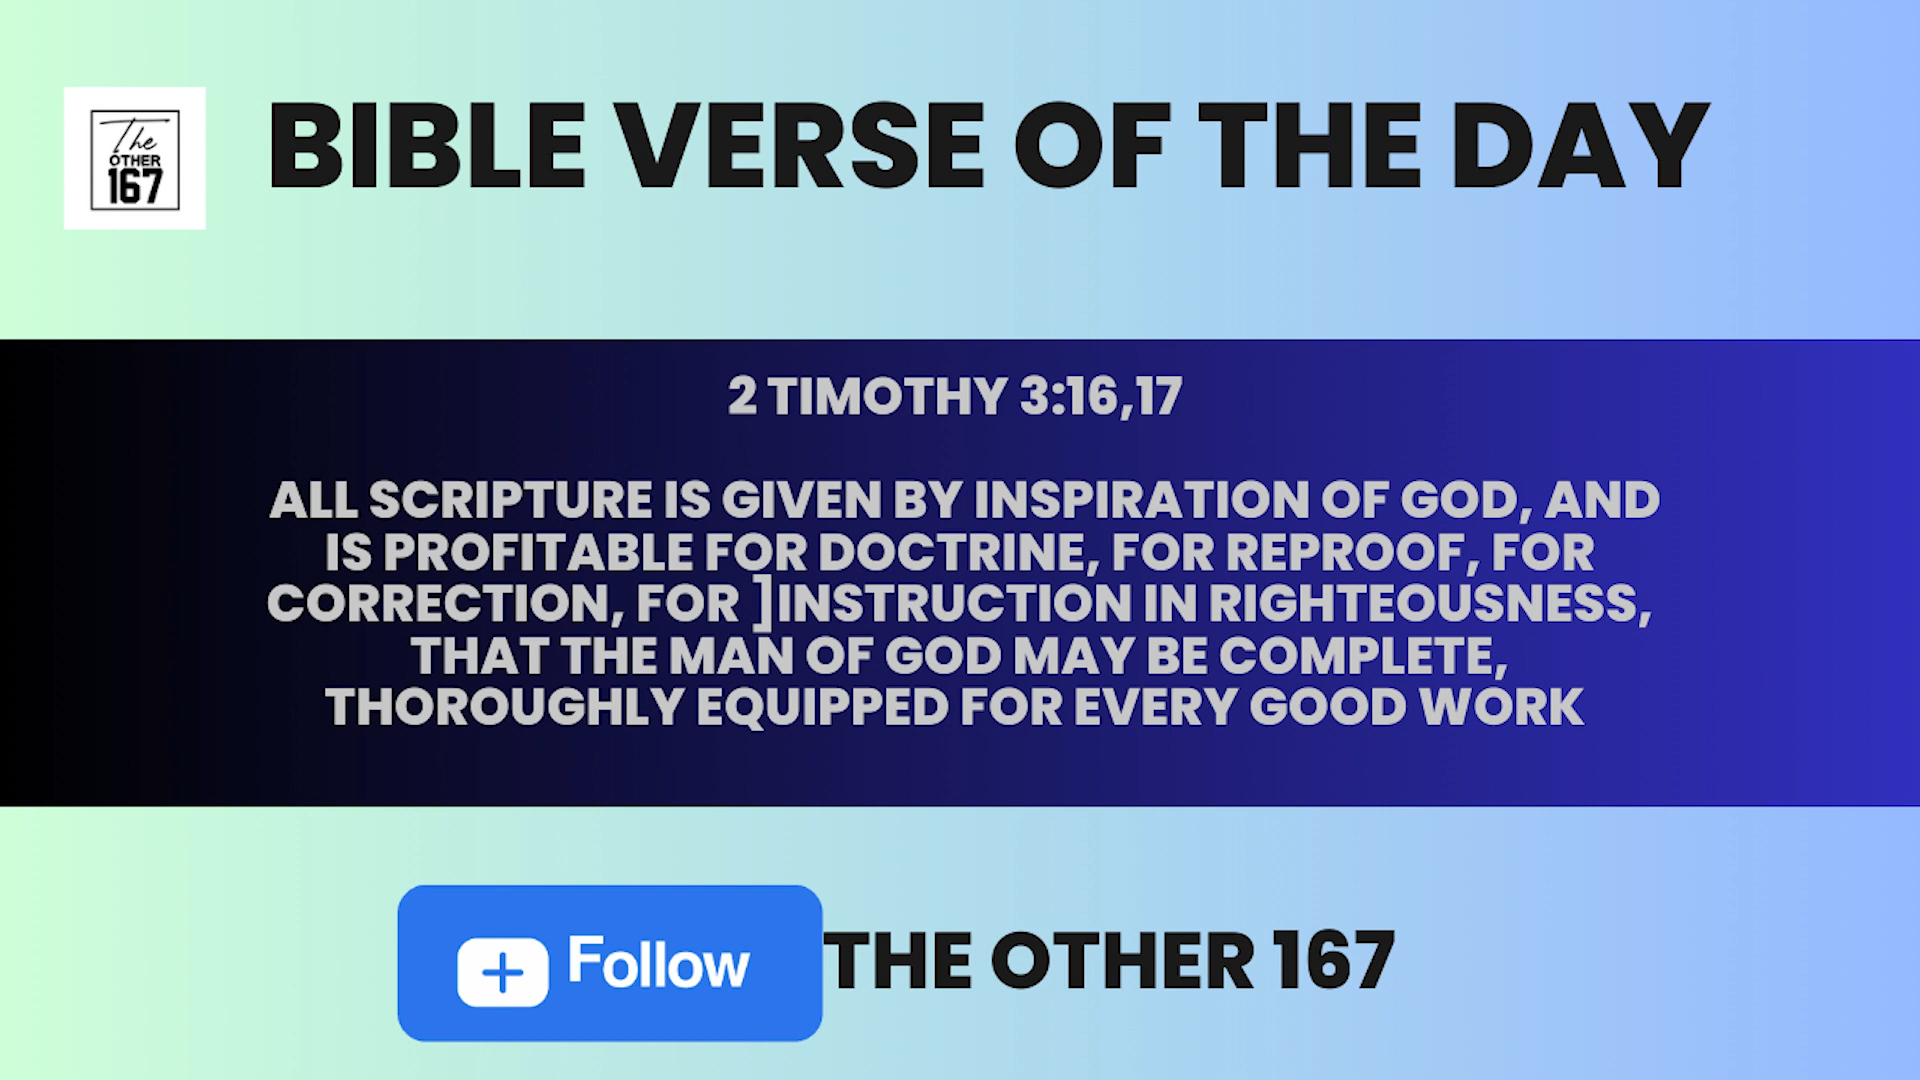 The
OTHER
167
BIBLE VERSE OF THE DAY
2 TIMOTHY 3:16,17
ALL SCRIPTURE IS GIVEN BY INSPIRATION OF GOD, AND
IS PROFITABLE FOR DOCTRINE, FOR REPROOF, FOR
CORRECTION, FOR ]INSTRUCTION IN RIGHTEOUSNESS,
THAT THE MAN OF GOD MAY BE COMPLETE,
THOROUGHLY EQUIPPED FOR EVERY GOOD WORK
Follow
THE OTHER 167